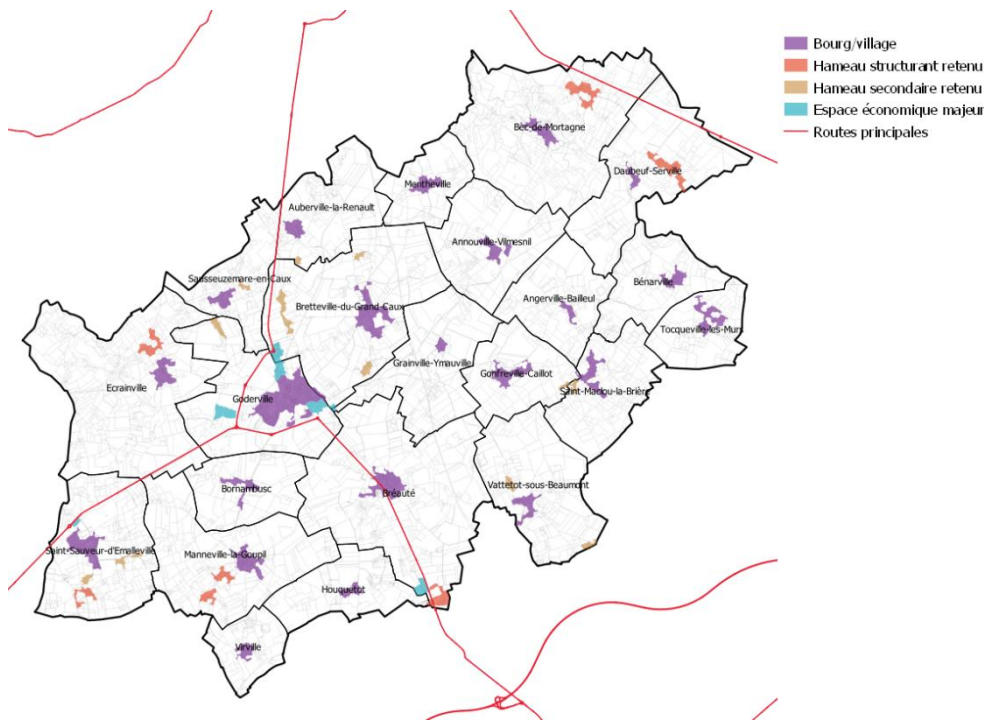 Bourg/village
Hameau structurant retenu
Hameau secondaire retenu
Espace économique majeur
Routes principales
Bec-de-Mortagne
Daubeuf-Serville
Mentheville
Auberville-la-Renault
Annouville-Vilmesnil
Sausseuzemare-en-Caux
Bénarville
Bretteville-du-Grand-Caux
Angerville-Bailleul
Tocqueville-les-Murs
Grainville-Ymauville
Gonfreville-Caillot
Ecrainville
Saint-Maclou-la-Brière
Goderville
Vattetot-sous-Beaumont
Bornambusc
Bréauté
Saint-Sauveur-d'Emalleville
Manneville-la-Goupil
Houquetot
Virville